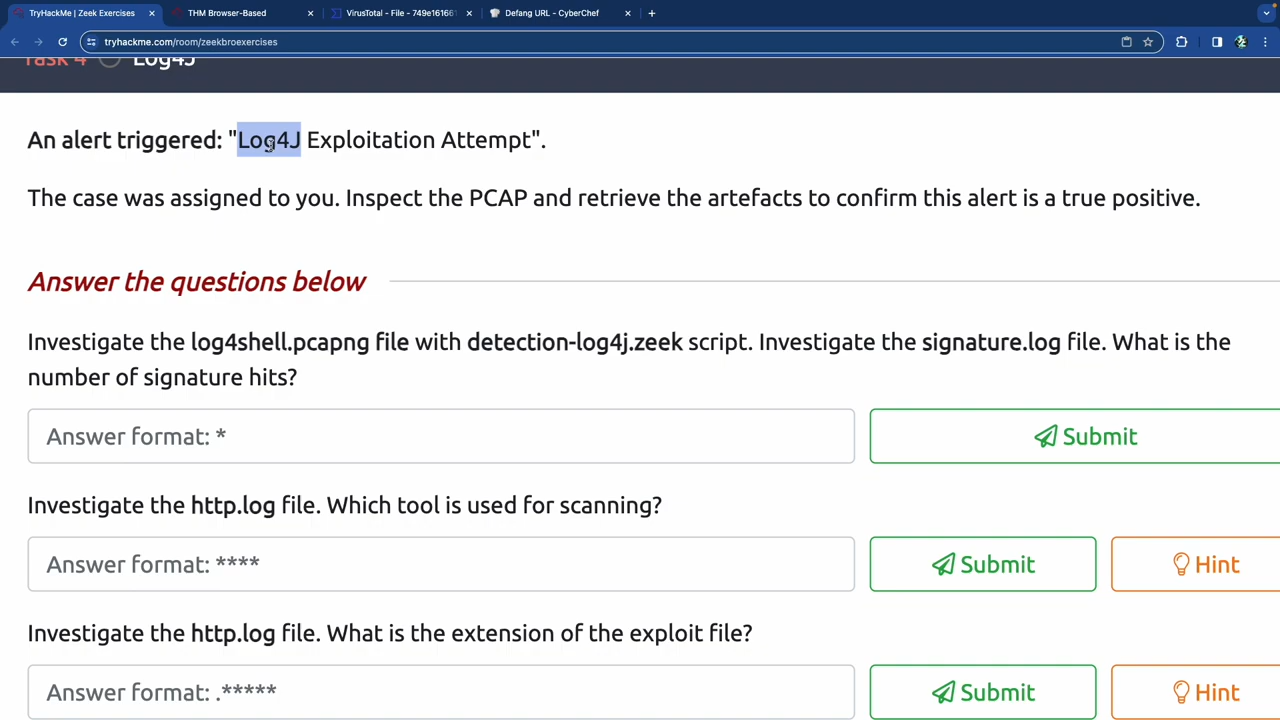 TryHackMe | Zeek Exercises
THM Browser-Based
VirusTotal - File - 749e16166
Defang URL - CyberChef
tryhackme.com/room/zeekbroexercises
Task 4 Log4J
An alert triggered: "Log4J Exploitation Attempt".
The case was assigned to you. Inspect the PCAP and retrieve the artefacts to confirm this alert is a true positive.
Answer the questions below
Investigate the log4shell.pcapng file with detection-log4j.zeek script. Investigate the signature.log file. What is the
number of signature hits?
Answer format: *
Submit
Investigate the http.log file. Which tool is used for scanning?
Answer format: ****
Submit
Hint
Investigate the http.log file. What is the extension of the exploit file?
Answer format: .*****
Submit
Hint